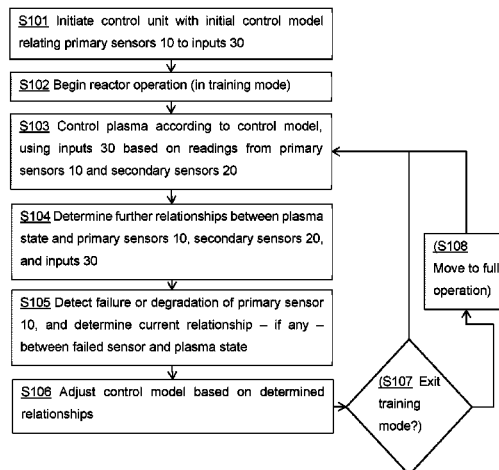 S101 Initiate control unit with initial control model
relating primary sensors 10 to inputs 30
S102 Begin reactor operation (in training mode)
S103 Control plasma according to control model,
using inputs 30 based on readings from primary
sensors 10 and secondary sensors 20
S104 Determine further relationships between plasma
state and primary sensors 10, secondary sensors 20,
and inputs 30
S105 Detect failure or degradation of primary sensor
10, and determine current relationship – if any –
between failed sensor and plasma state
S106 Adjust control model based on determined
relationships
(S107 Exit
training
mode?)
(S108
Move to full
operation)